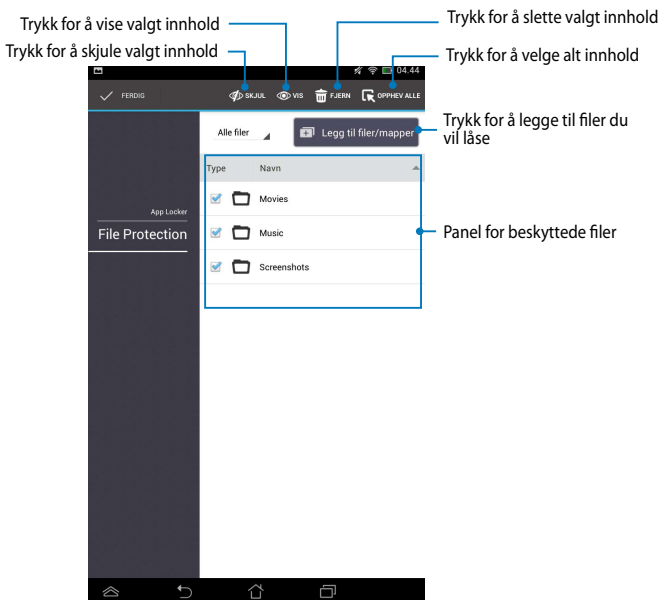 Trykk for å slette valgt innhold
Trykk for å vise valgt innhold
Trykk for å skjule valgt innhold
Trykk for å velge alt innhold
04.44
FERDIG
SKJUL
VIS
FJERN
OPPHEV ALLE
Alle filer
Legg til filer/mapper
Trykk for å legge til filer du
vil låse
Type Navn
Movies
App Locker
File Protection
Music
Panel for beskyttede filer
Screenshots